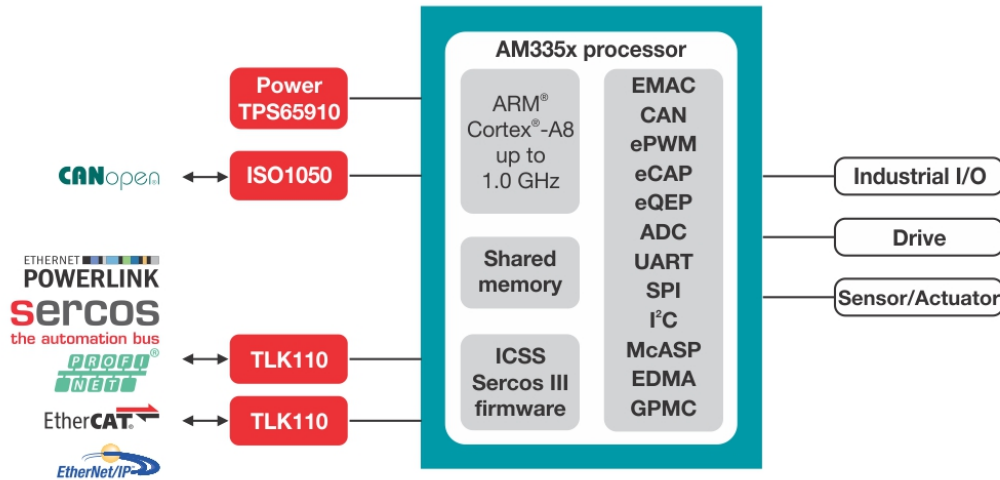 AM335x processor
Power
TPS65910
ARM®
Cortex®-A8
up to
1.0 GHz
EMAC
CAN
ePWM
eCAP
eQEP
ADC
UART
SPI
I²C
McASP
EDMA
GPMC
CANopen
ISO1050
Industrial I/O
Drive
Sensor/Actuator
Shared
memory
ETHERNET
POWERLINK
sercos
the automation bus
PROFI®
NET
TLK110
ICSS
Sercos III
firmware
EtherCAT®
TLK110
EtherNet/IP